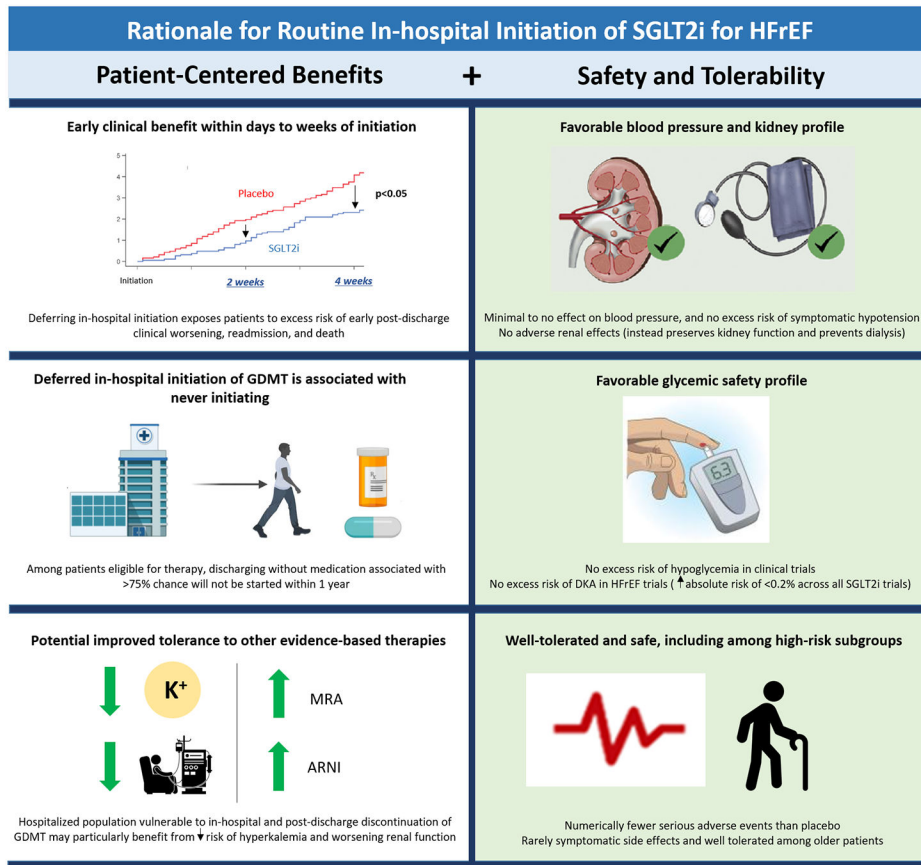 Rationale for Routine In-hospital Initiation of SGLT2i for HFrEF
Patient-Centered Benefits + Safety and Tolerability
Early clinical benefit within days to weeks of initiation
5
4
3
2
1
0
Placebo
SGLT2i
p<0.05
Initiation
2 weeks
4 weeks
Deferring in-hospital initiation exposes patients to excess risk of early post-discharge
clinical worsening, readmission, and death
Favorable blood pressure and kidney profile
Minimal to no effect on blood pressure, and no excess risk of symptomatic hypotension
No adverse renal effects (instead preserves kidney function and prevents dialysis)
Deferred in-hospital initiation of GDMT is associated with
never initiating
Among patients eligible for therapy, discharging without medication associated with
>75% chance will not be started within 1 year
Favorable glycemic safety profile
6.3
No excess risk of hypoglycemia in clinical trials
No excess risk of DKA in HFrEF trials (↑absolute risk of <0.2% across all SGLT2i trials)
Potential improved tolerance to other evidence-based therapies
K+
MRA
ARNI
Hospitalized population vulnerable to in-hospital and post-discharge discontinuation of
GDMT may particularly benefit from ↓ risk of hyperkalemia and worsening renal function
Well-tolerated and safe, including among high-risk subgroups
Numerically fewer serious adverse events than placebo
Rarely symptomatic side effects and well tolerated among older patients